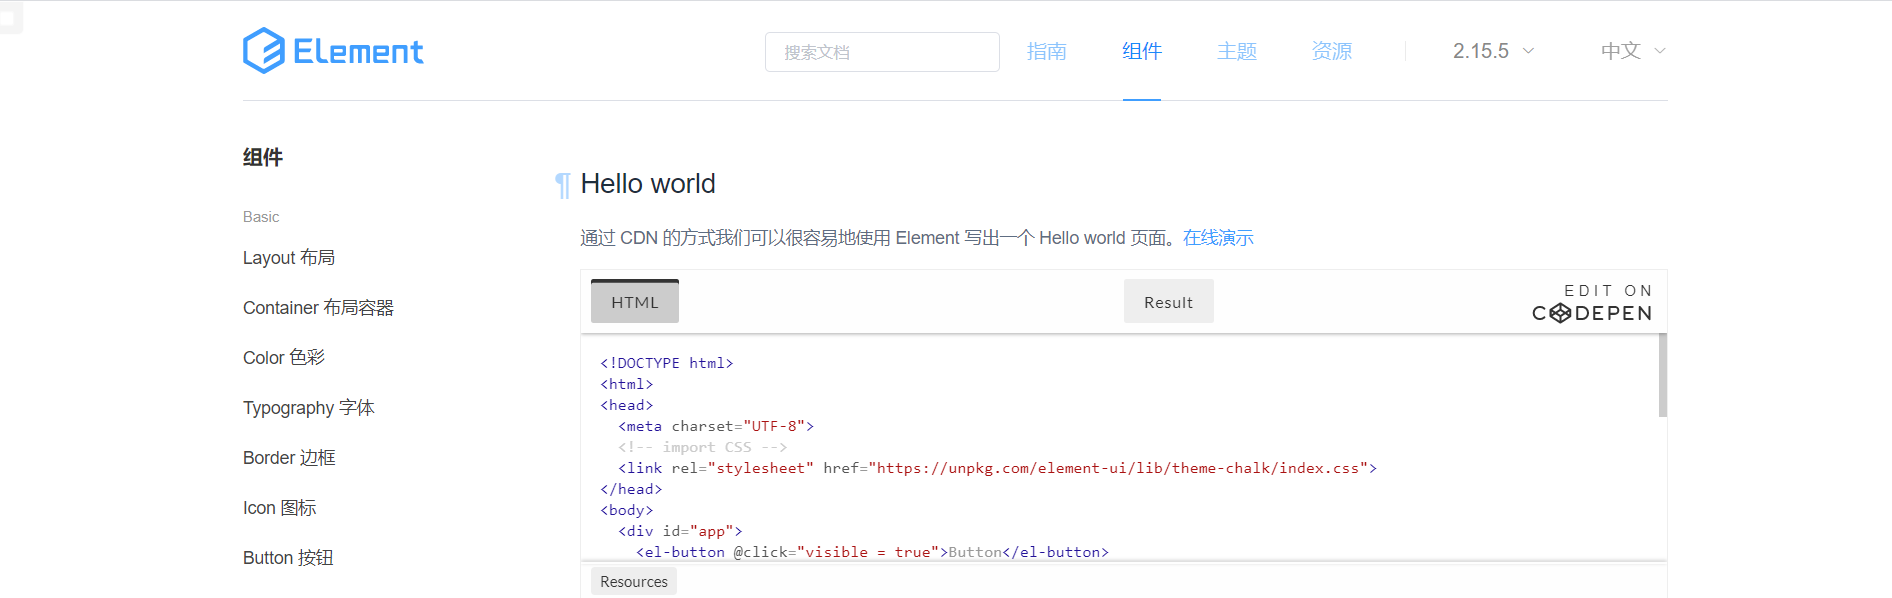 Element
搜索文档
指南
组件
主题
资源
2.15.5
中文
组件
Basic
Layout 布局
Container 布局容器
Color 色彩
Typography 字体
Border 边框
Icon 图标
Button 按钮
¶ Hello world
通过 CDN 的方式我们可以很容易地使用 Element 写出一个 Hello world 页面。在线演示
HTML
Result
EDIT ON
CODEPEN
<!DOCTYPE html>
<html>
<head>
  <meta charset="UTF-8">
  <!-- import CSS -->
  <link rel="stylesheet" href="https://unpkg.com/element-ui/lib/theme-chalk/index.css">
</head>
<body>
  <div id="app">
    <el-button @click="visible = true">Button</el-button>
Resources